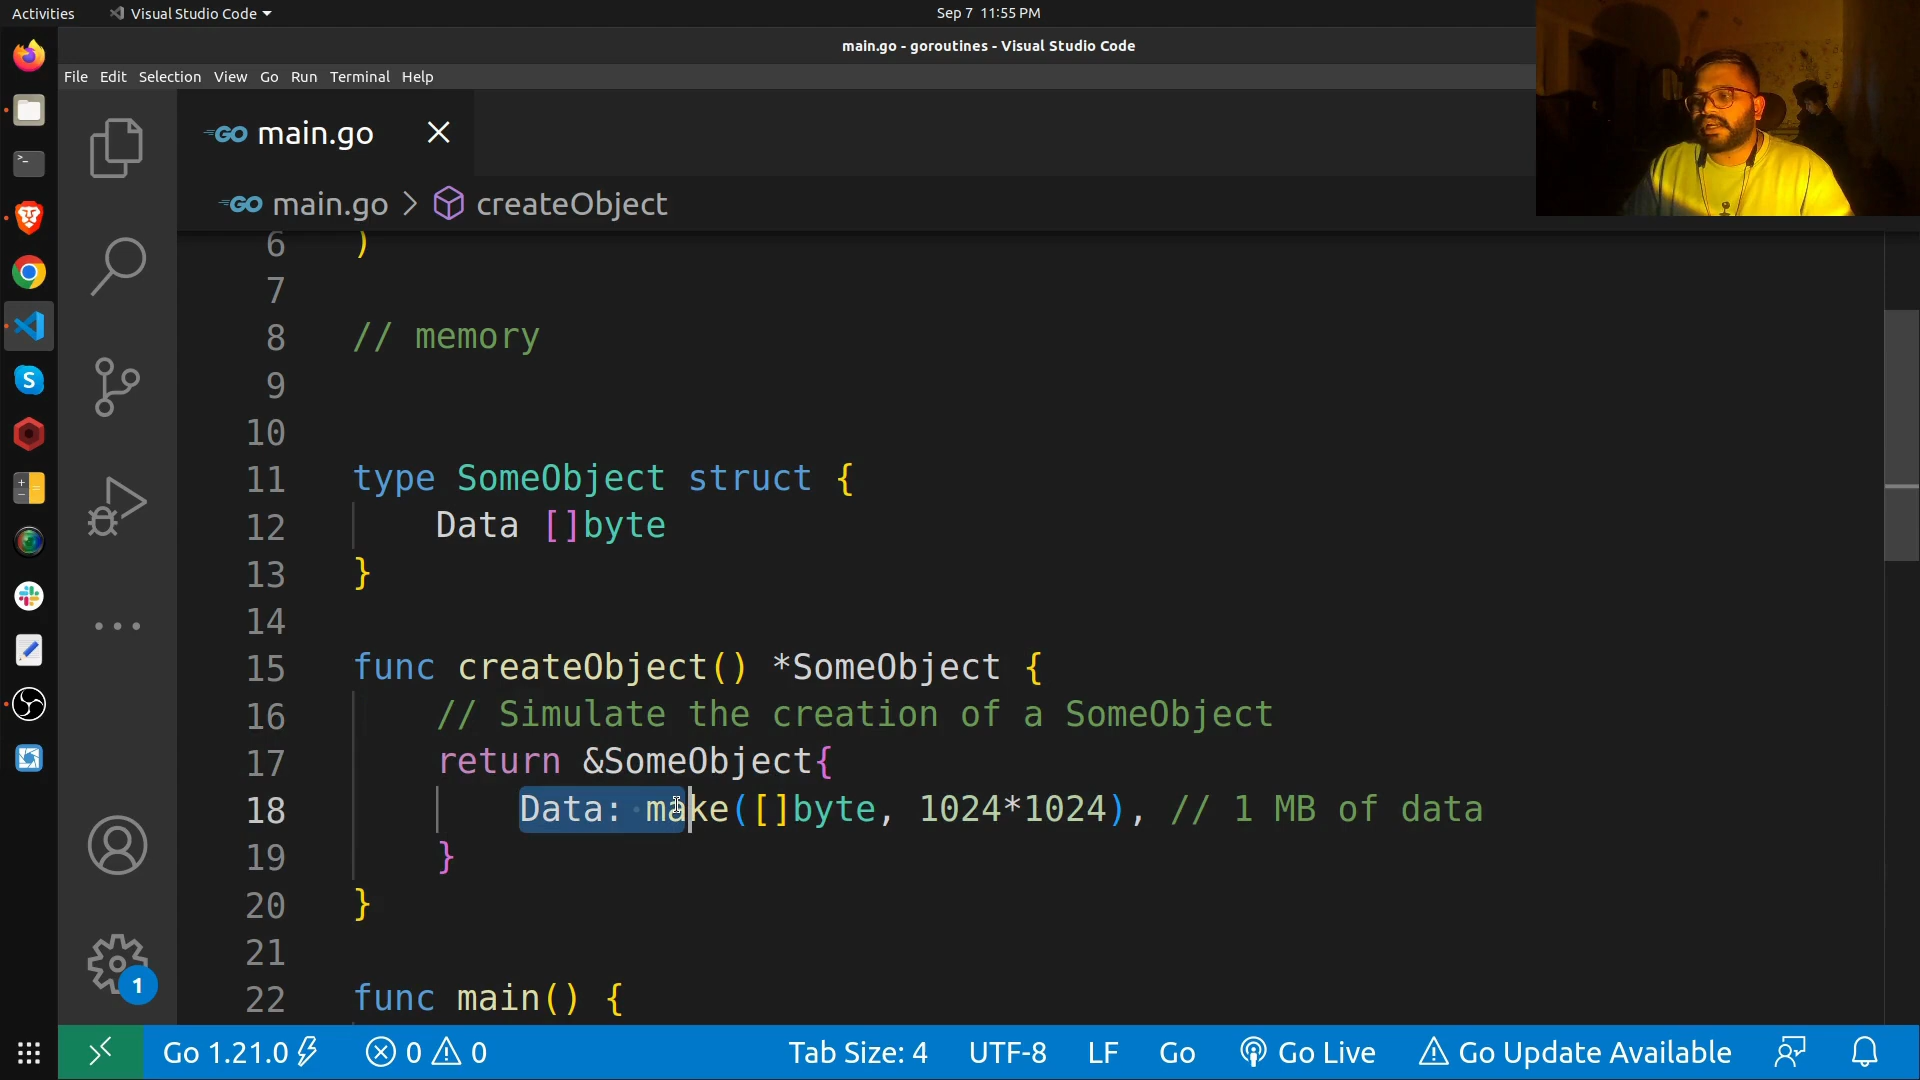 Activities Visual Studio Code Sep 7 11:55 PM
main.go - goroutines - Visual Studio Code
File Edit Selection View Go Run Terminal Help
GO main.go
GO main.go > createObject
6 )
7
8 // memory
9
10
11 type SomeObject struct {
12 Data []byte
13 }
14
15 func createObject() *SomeObject {
16 // Simulate the creation of a SomeObject
17 return &SomeObject{
18 Data: make([]byte, 1024*1024), // 1 MB of data
19 }
20 }
21
22 func main() {
1
Go 1.21.0 0 0 Tab Size: 4 UTF-8 LF Go Go Live Go Update Available